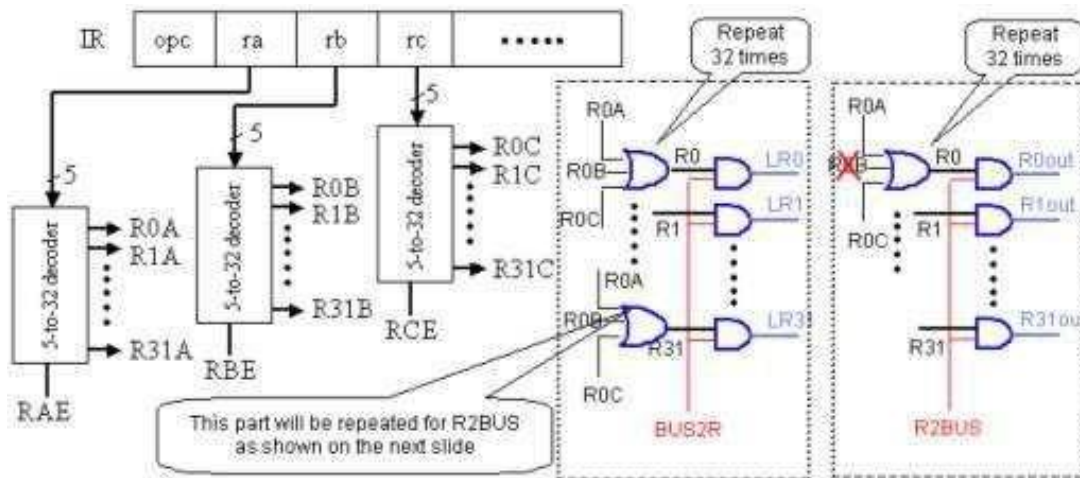 IR opc ra rb rc
5
5
5
5-to-32 decoder
R0A
R1A
R31A
RAE
5-to-32 decoder
R0B
R1B
R31B
RBE
5-to-32 decoder
R0C
R1C
R31C
RCE
This part will be repeated for R2BUS
as shown on the next slide
Repeat
32 times
R0A
R0B
R0C
R0
LR0
R1
LR1
R0A
R0B
R0C
R31
LR31
BUS2R
Repeat
32 times
R0A
R0B
R0C
R0
R0out
R1
R1out
R31
R31ou
R2BUS